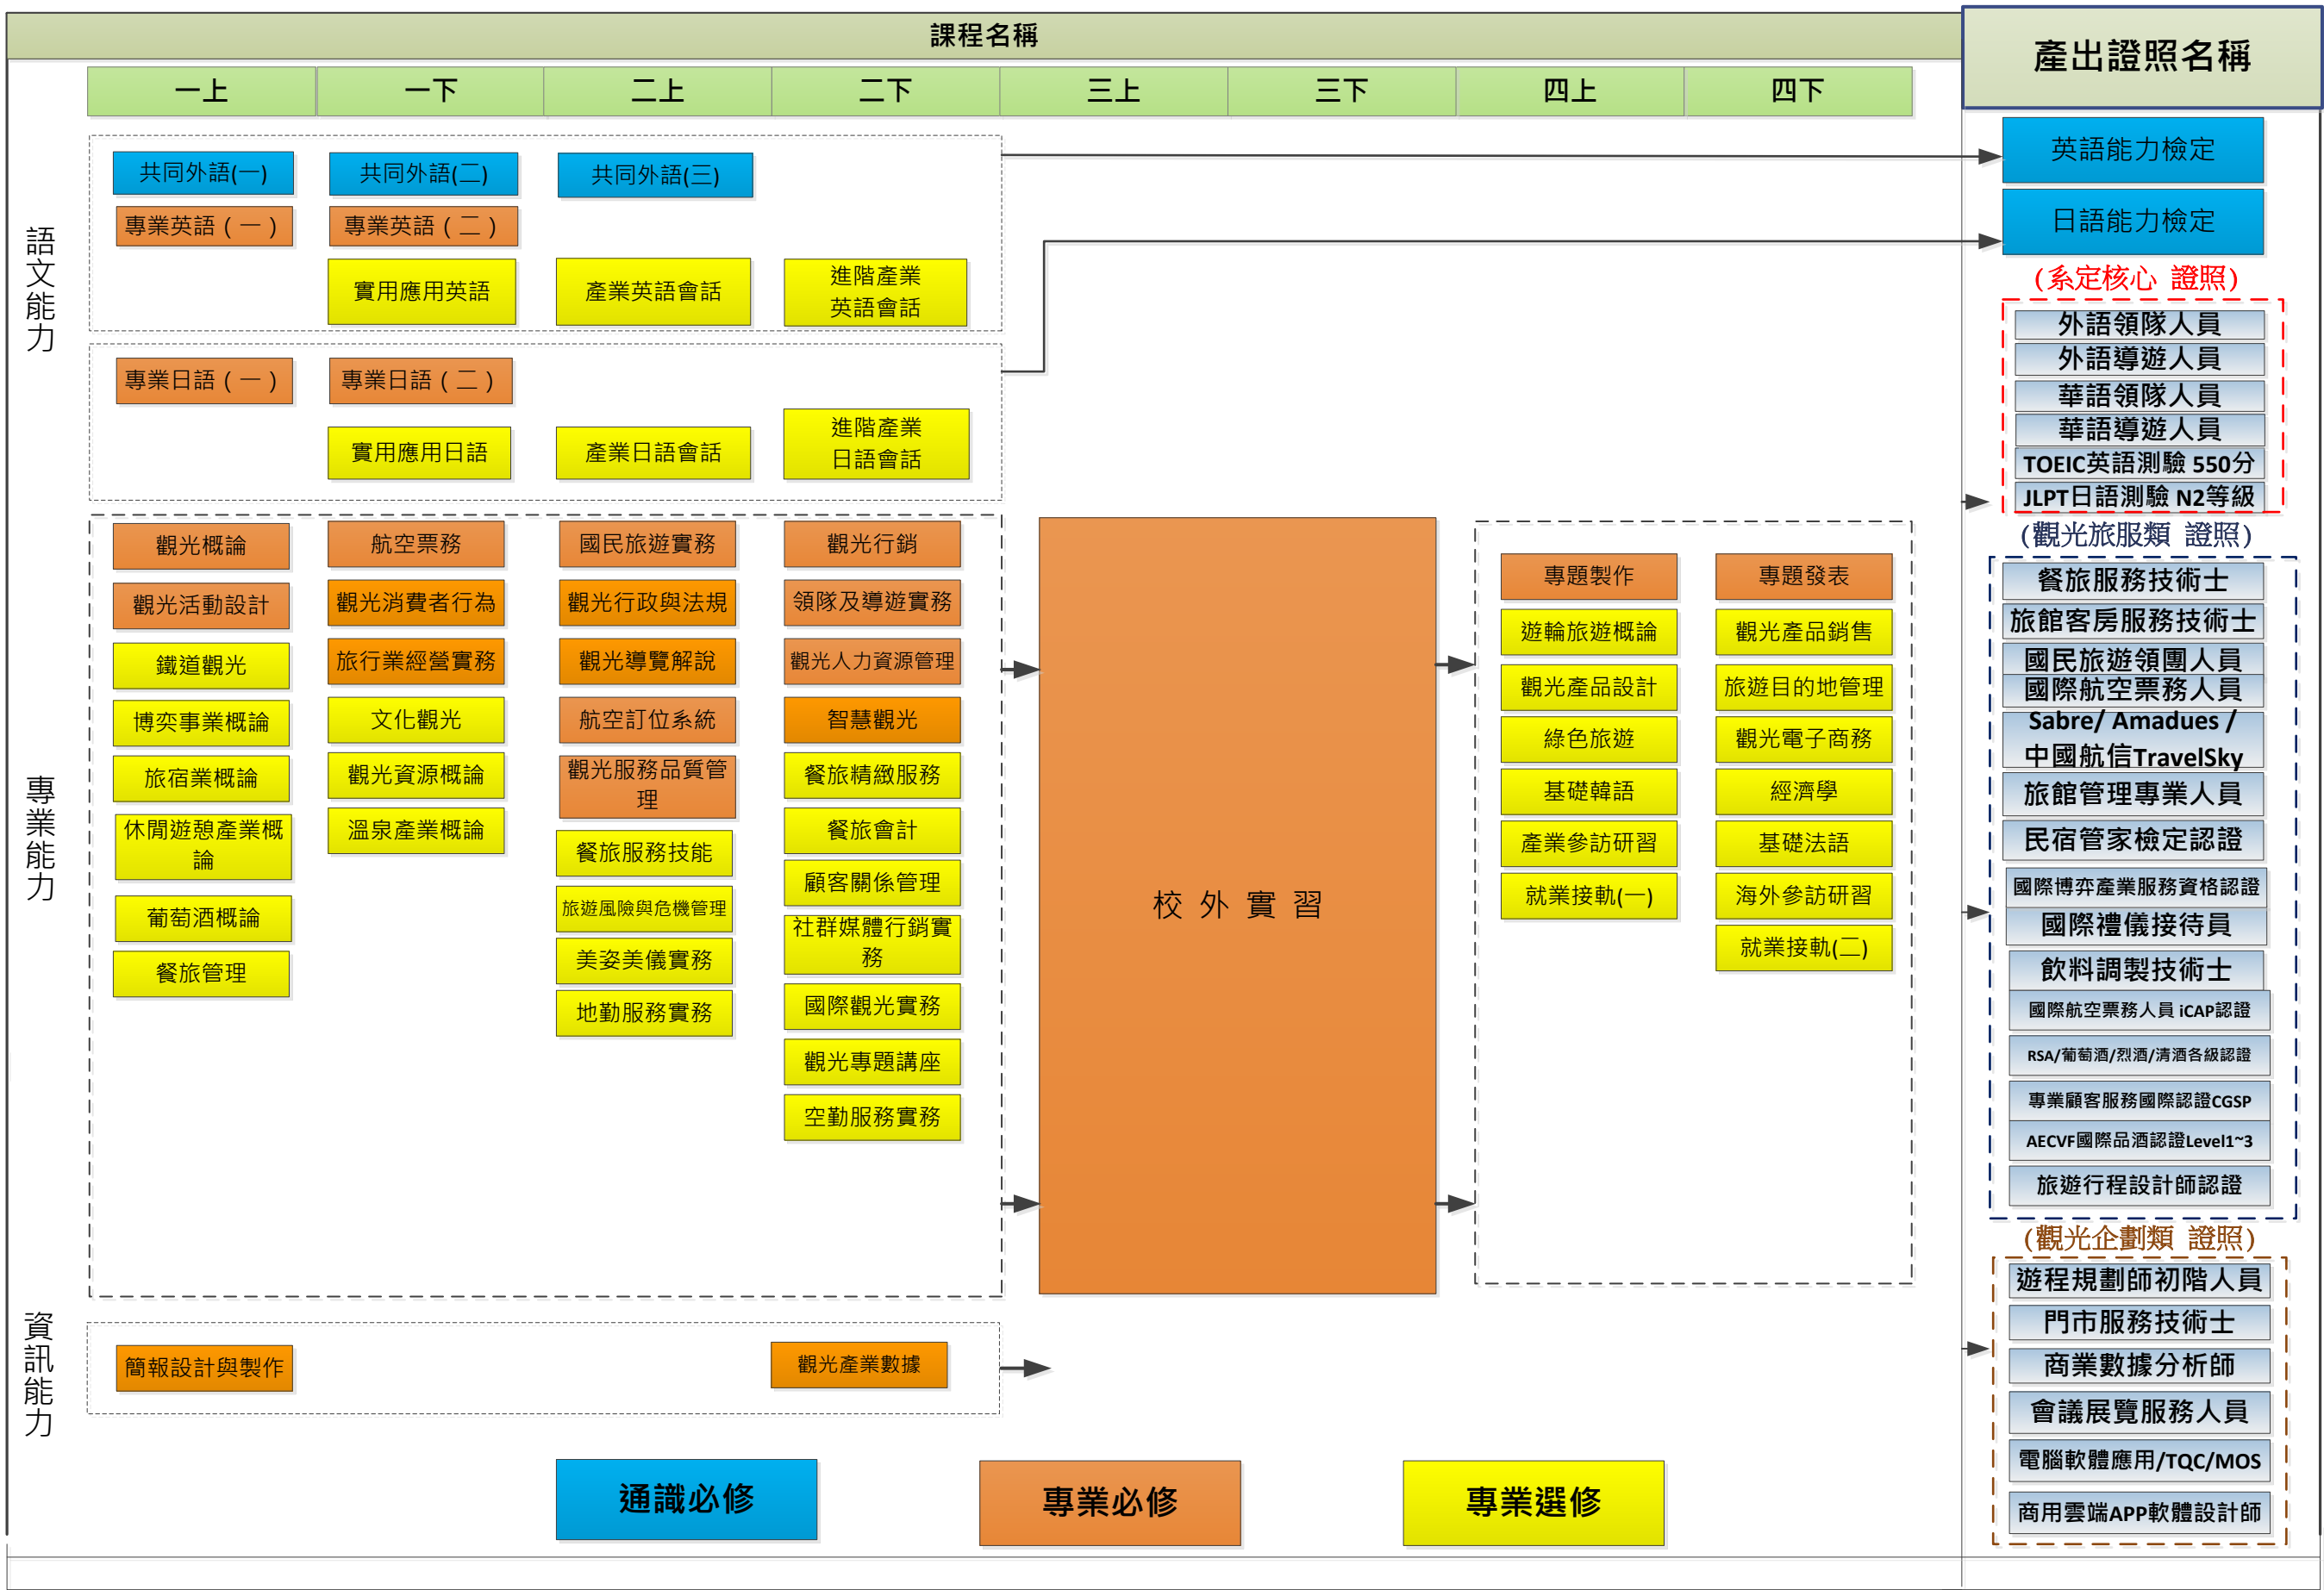 課程名稱
產出證照名稱
一上
一下
二上
二下
三上
三下
四上
四下
語文能力
共同外語(一)
共同外語(二)
共同外語(三)
專業英語(一)
專業英語(二)
實用應用英語
產業英語會話
進階產業
英語會話
專業日語(一)
專業日語(二)
實用應用日語
產業日語會話
進階產業
日語會話
專業能力
觀光概論
觀光活動設計
鐵道觀光
博弈事業概論
旅宿業概論
休閒遊憩產業概
論
葡萄酒概論
餐旅管理
航空票務
觀光消費者行為
旅行業經營實務
文化觀光
觀光資源概論
溫泉產業概論
國民旅遊實務
觀光行政與法規
觀光導覽解說
航空訂位系統
觀光服務品質管
理
餐旅服務技能
旅遊風險與危機管理
美姿美儀實務
地勤服務實務
觀光行銷
領隊及導遊實務
觀光人力資源管理
智慧觀光
餐旅精緻服務
餐旅會計
顧客關係管理
社群媒體行銷實
務
國際觀光實務
觀光專題講座
空勤服務實務
校外實習
專題製作
遊輪旅遊概論
觀光產品設計
綠色旅遊
基礎韓語
產業參訪研習
就業接軌(一)
專題發表
觀光產品銷售
旅遊目的地管理
觀光電子商務
經濟學
基礎法語
海外參訪研習
就業接軌(二)
資訊能力
簡報設計與製作
觀光產業數據
通識必修
專業必修
專業選修
英語能力檢定
日語能力檢定
(系定核心 證照)
外語領隊人員
外語導遊人員
華語領隊人員
華語導遊人員
TOEIC英語測驗 550分
JLPT日語測驗 N2等級
(觀光旅服類 證照)
餐旅服務技術士
旅館客房服務技術士
國民旅遊領團人員
國際航空票務人員
Sabre/ Amadues /
中國航信TravelSky
旅館管理專業人員
民宿管家檢定認證
國際博弈產業服務資格認證
國際禮儀接待員
飲料調製技術士
國際航空票務人員 iCAP認證
RSA/葡萄酒/烈酒/清酒各級認證
專業顧客服務國際認證CGSP
AECVF國際品酒認證Level1~3
旅遊行程設計師認證
(觀光企劃類 證照)
遊程規劃師初階人員
門市服務技術士
商業數據分析師
會議展覽服務人員
電腦軟體應用/TQC/MOS
商用雲端APP軟體設計師